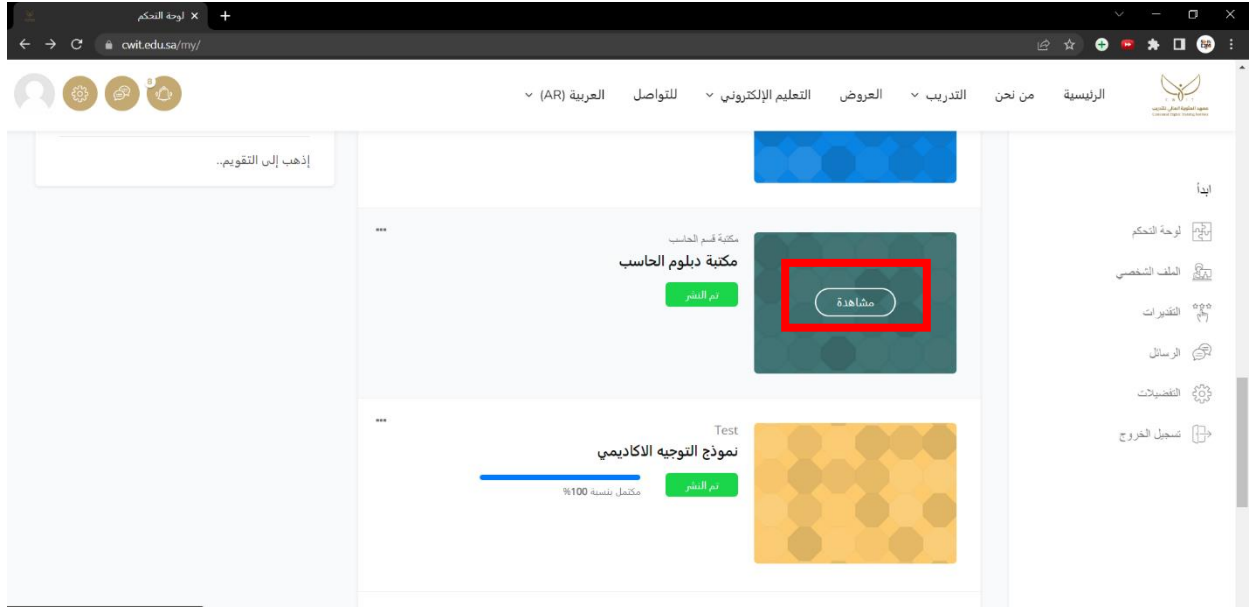 لوحة التحكم
cwit.edu.sa/my/
الرئيسية
من نحن
التدريب
العروض
التعليم الإلكتروني
للتواصل
العربية (AR)
8
CWIT
ابدأ
لوحة التحكم
الملف الشخصي
التقديرات
الرسائل
التفضيلات
تسجيل الخروج
مكتبة قسم الحاسب
مكتبة دبلوم الحاسب
تم النشر
مشاهدة
Test
نموذج التوجيه الاكاديمي
تم النشر
مكتمل بنسبة 100%
إذهب إلى التقويم..